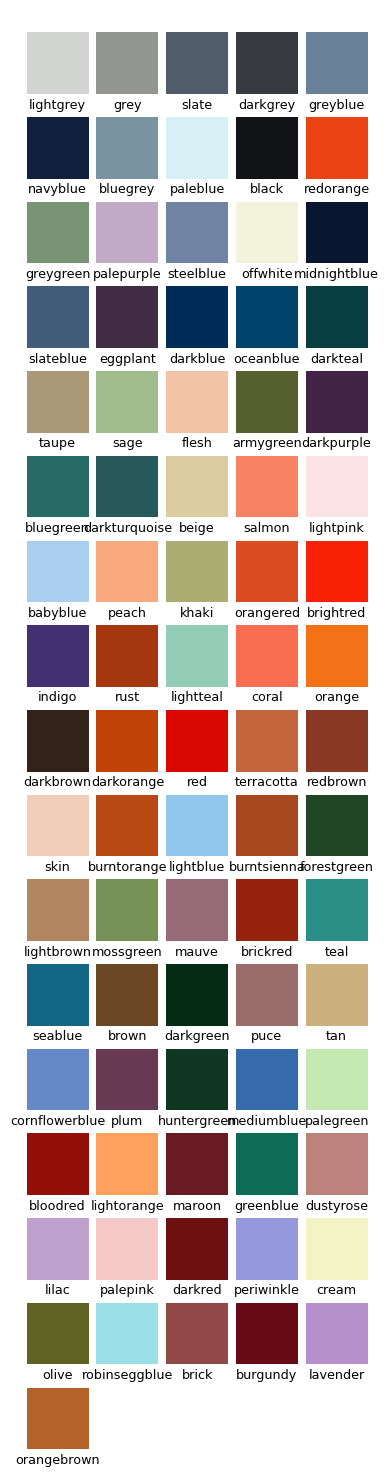 lightgrey grey slate darkgrey greyblue
navyblue bluegrey paleblue black redorange
greygreen palepurple steelblue offwhite midnightblue
slateblue eggplant darkblue oceanblue darkteal
taupe sage flesh armygreen darkpurple
bluegreen darkturquoise beige salmon lightpink
babyblue peach khaki orangered brightred
indigo rust lightteal coral orange
darkbrown darkorange red terracotta redbrown
skin burntorange lightblue burntsienna forestgreen
lightbrown mossgreen mauve brickred teal
seablue brown darkgreen puce tan
cornflowerblue plum huntergreen mediumblue palegreen
bloodred lightorange maroon greenblue dustyrose
lilac palepink darkred periwinkle cream
olive robinseggblue brick burgundy lavender
orangebrown